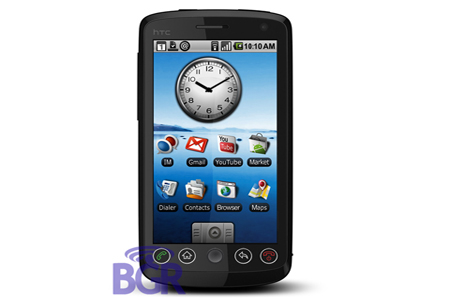 hTC
10:10 AM
IM Gmail YouTube Market
Dialer Contacts Browser Maps
BGR